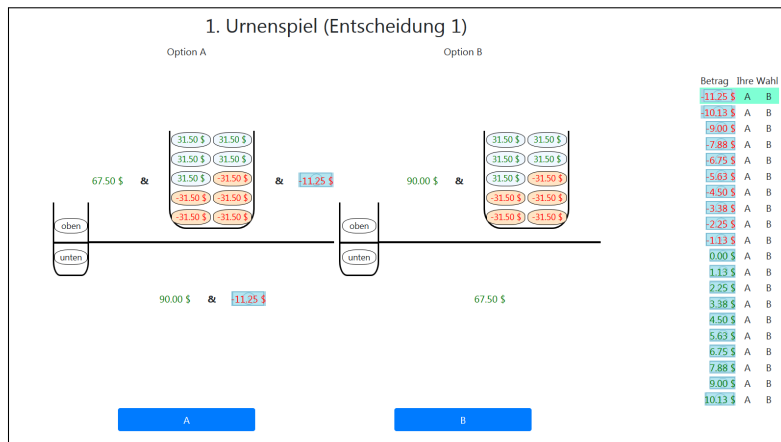 1. Urnenspiel (Entscheidung 1)
Option A
Option B
31.50 $ 31.50 $
31.50 $ 31.50 $
31.50 $ -31.50 $
-31.50 $ -31.50 $
-31.50 $ -31.50 $
67.50 $ & & -11.25 $
oben
unten
90.00 $ & -11.25 $
A
31.50 $ 31.50 $
31.50 $ 31.50 $
31.50 $ -31.50 $
-31.50 $ -31.50 $
-31.50 $ -31.50 $
90.00 $ &
oben
unten
67.50 $
B
Betrag Ihre Wahl
-11.25 $ A B
-10.13 $ A B
-9.00 $ A B
-7.88 $ A B
-6.75 $ A B
-5.63 $ A B
-4.50 $ A B
-3.38 $ A B
-2.25 $ A B
-1.13 $ A B
0.00 $ A B
1.13 $ A B
2.25 $ A B
3.38 $ A B
4.50 $ A B
5.63 $ A B
6.75 $ A B
7.88 $ A B
9.00 $ A B
10.13 $ A B